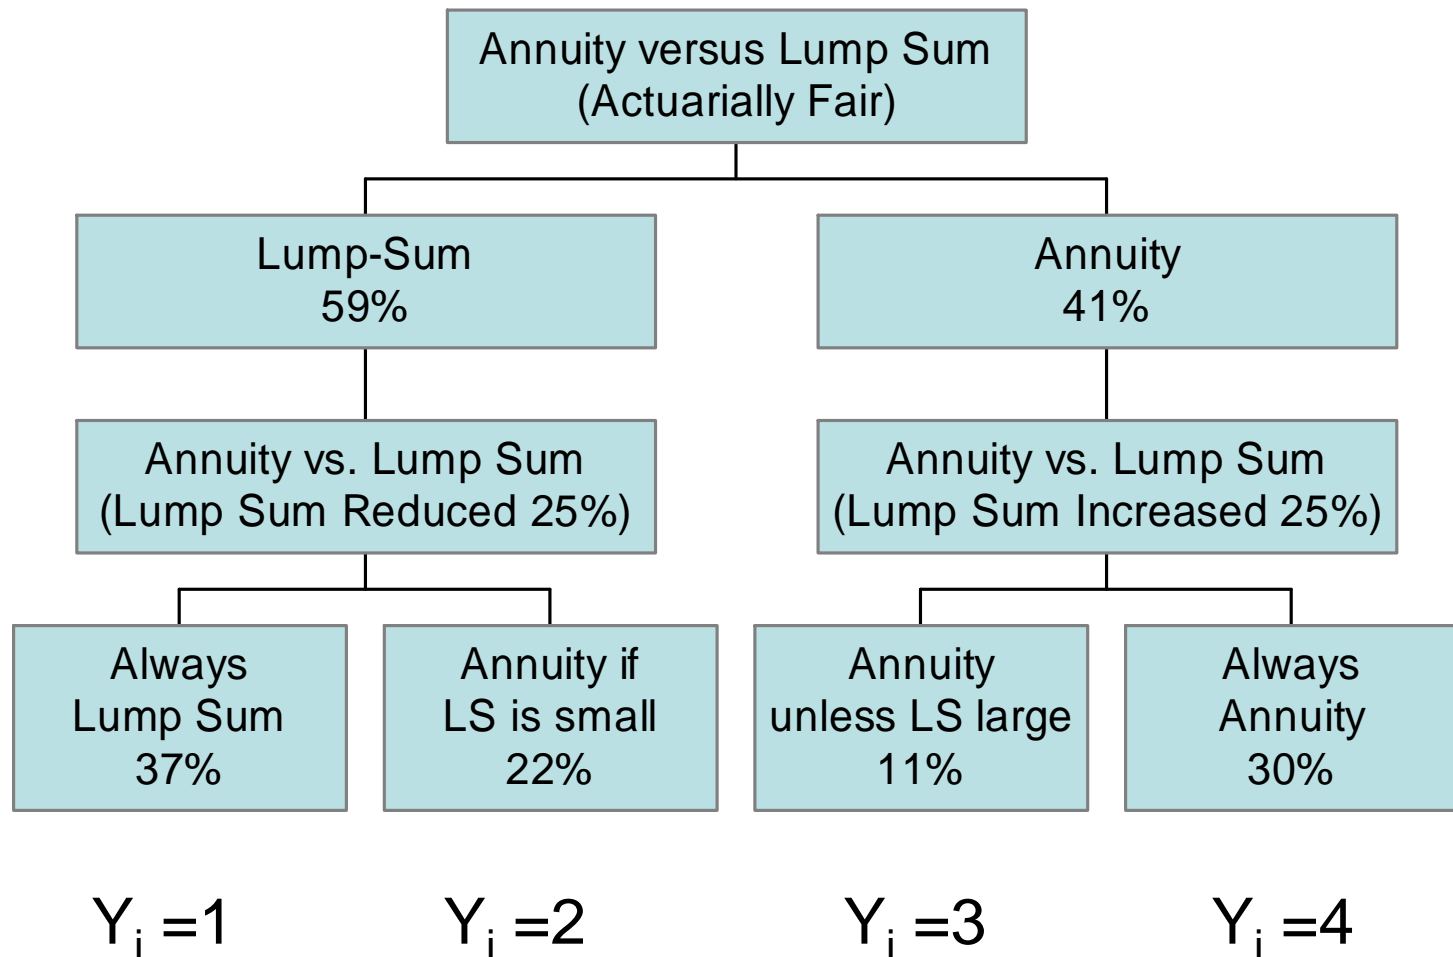 Annuity versus Lump Sum
(Actuarially Fair)
Lump-Sum
59%
Annuity
41%
Annuity vs. Lump Sum
(Lump Sum Reduced 25%)
Annuity vs. Lump Sum
(Lump Sum Increased 25%)
Always
Lump Sum
37%
Annuity if
LS is small
22%
Annuity
unless LS large
11%
Always
Annuity
30%
Yi =1
Yi =2
Yi =3
Yi =4